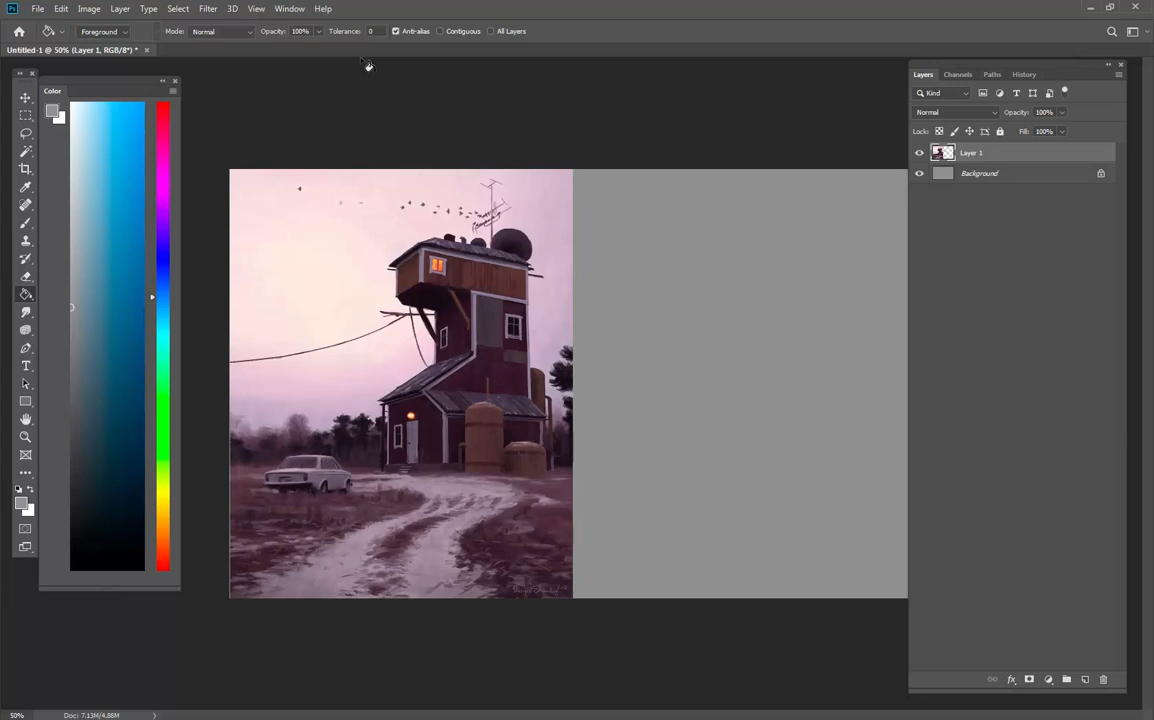 Ps File Edit Image Layer Type Select Filter 3D View Window Help
Foreground Mode: Normal Opacity: 100% Tolerance: 0 Anti-alias Contiguous All Layers
Untitled-1 @ 50% (Layer 1, RGB/8*) *
Color
Layers Channels Paths History
Kind
Normal Opacity: 100%
Lock: Fill: 100%
Layer 1
Background
50% Doc: 7.13M/4.88M